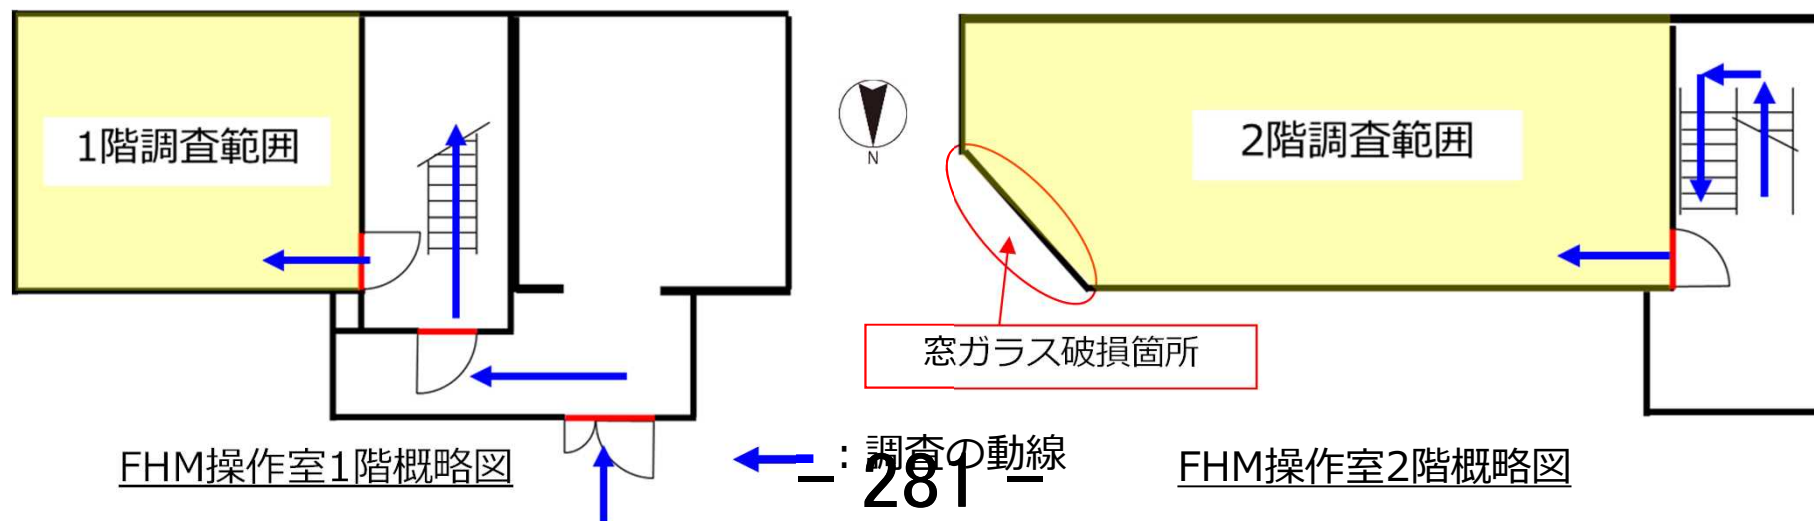 1階調査範囲
N
2階調査範囲
窓ガラス破損箇所
FHM操作室1階概略図
：調査の動線
FHM操作室2階概略図
－ 281 －